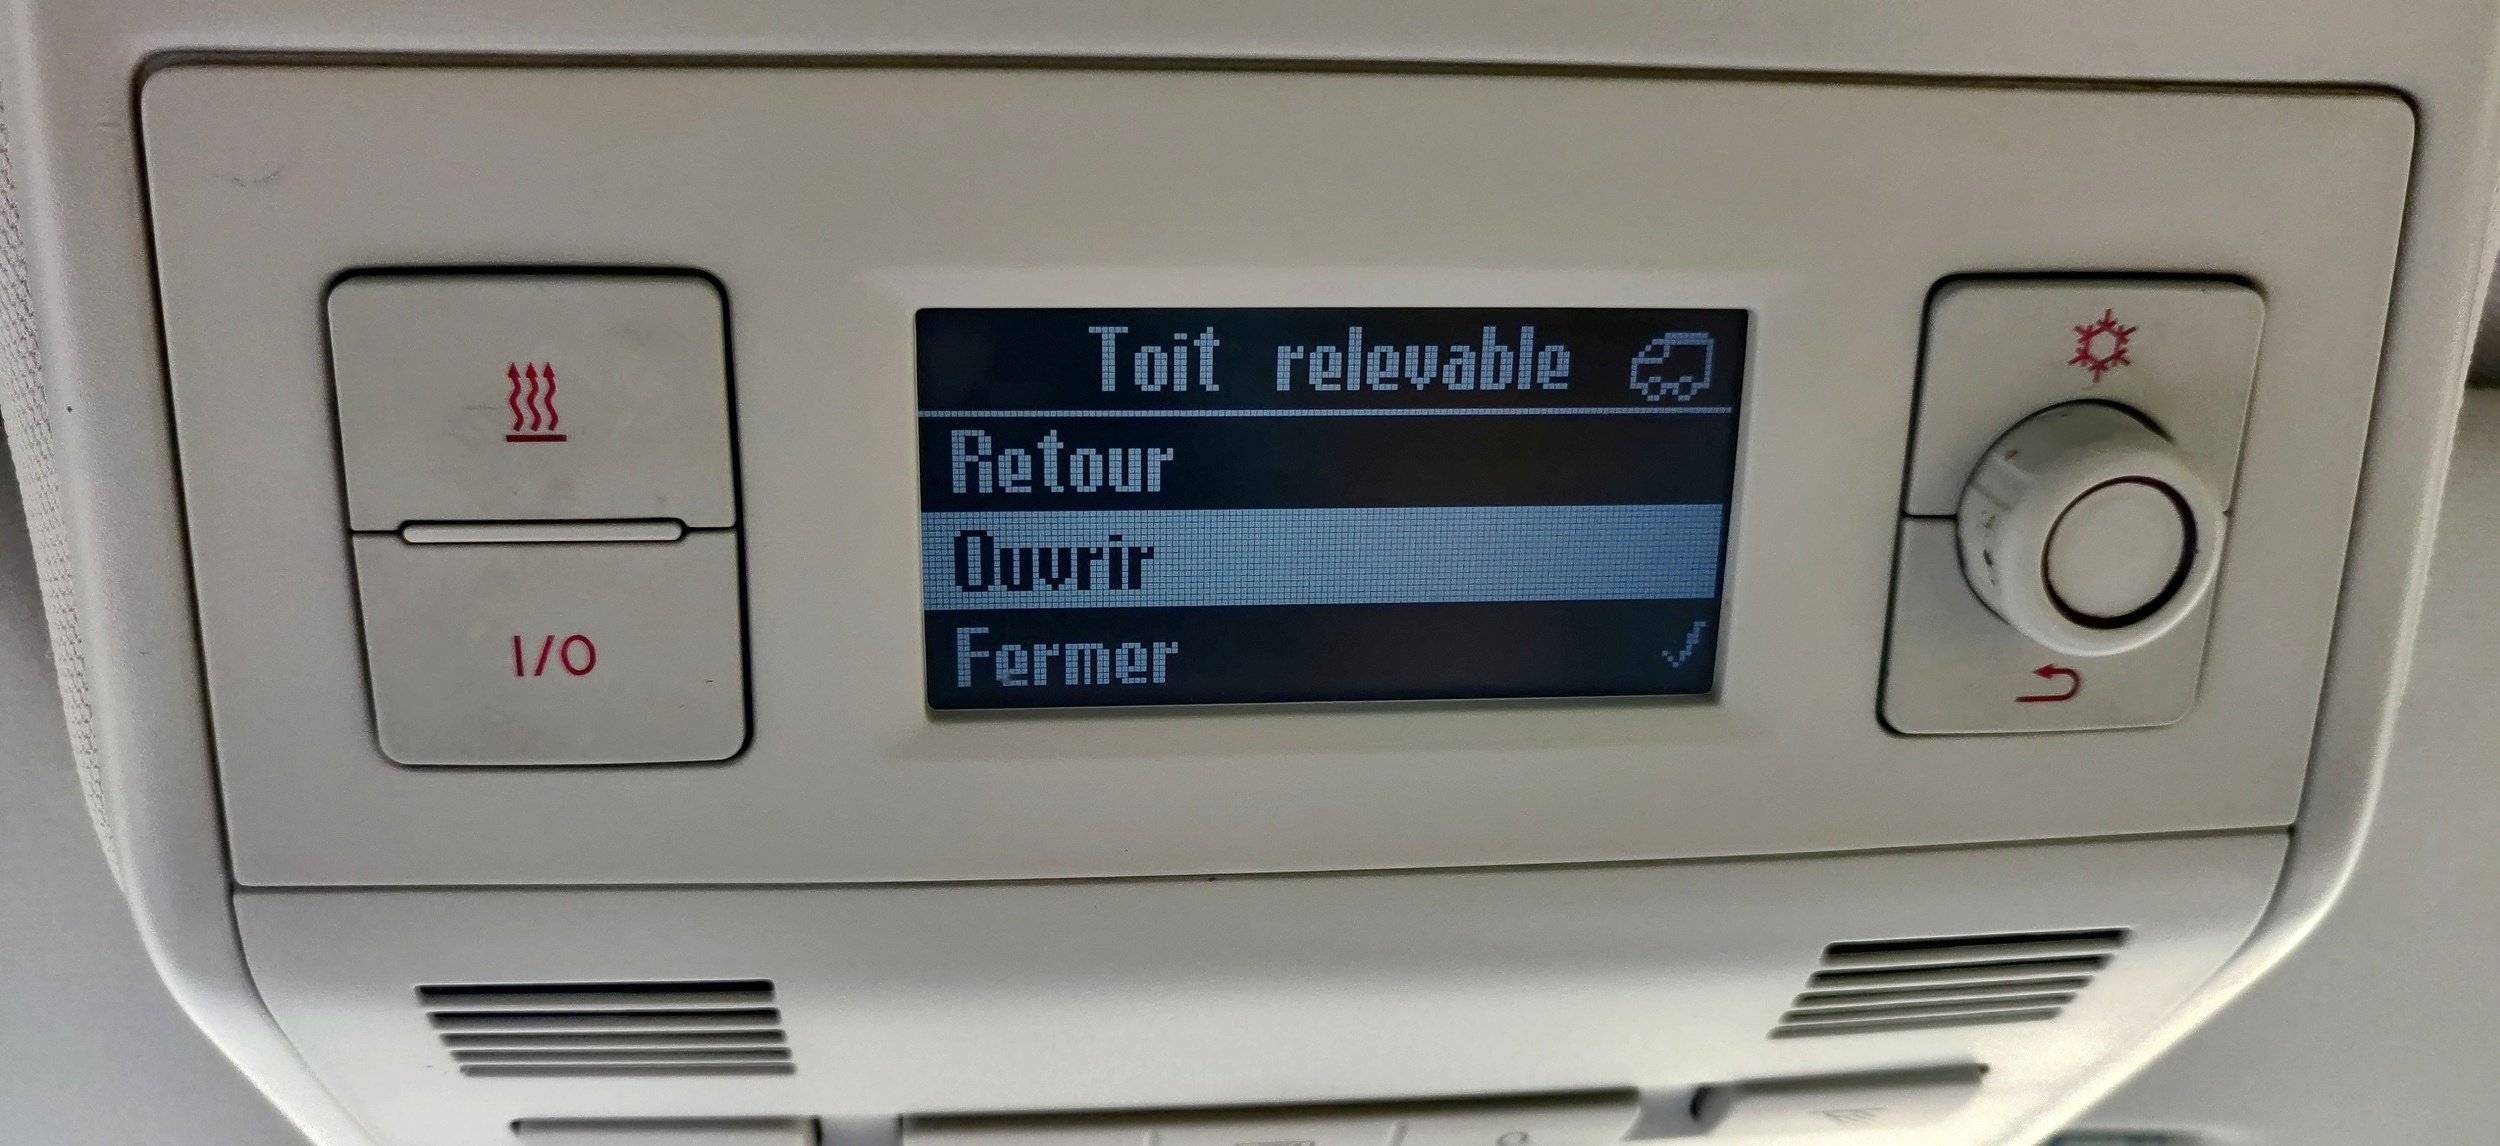 Toit relevable
Retour
Ouvrir
Fermer
I/O